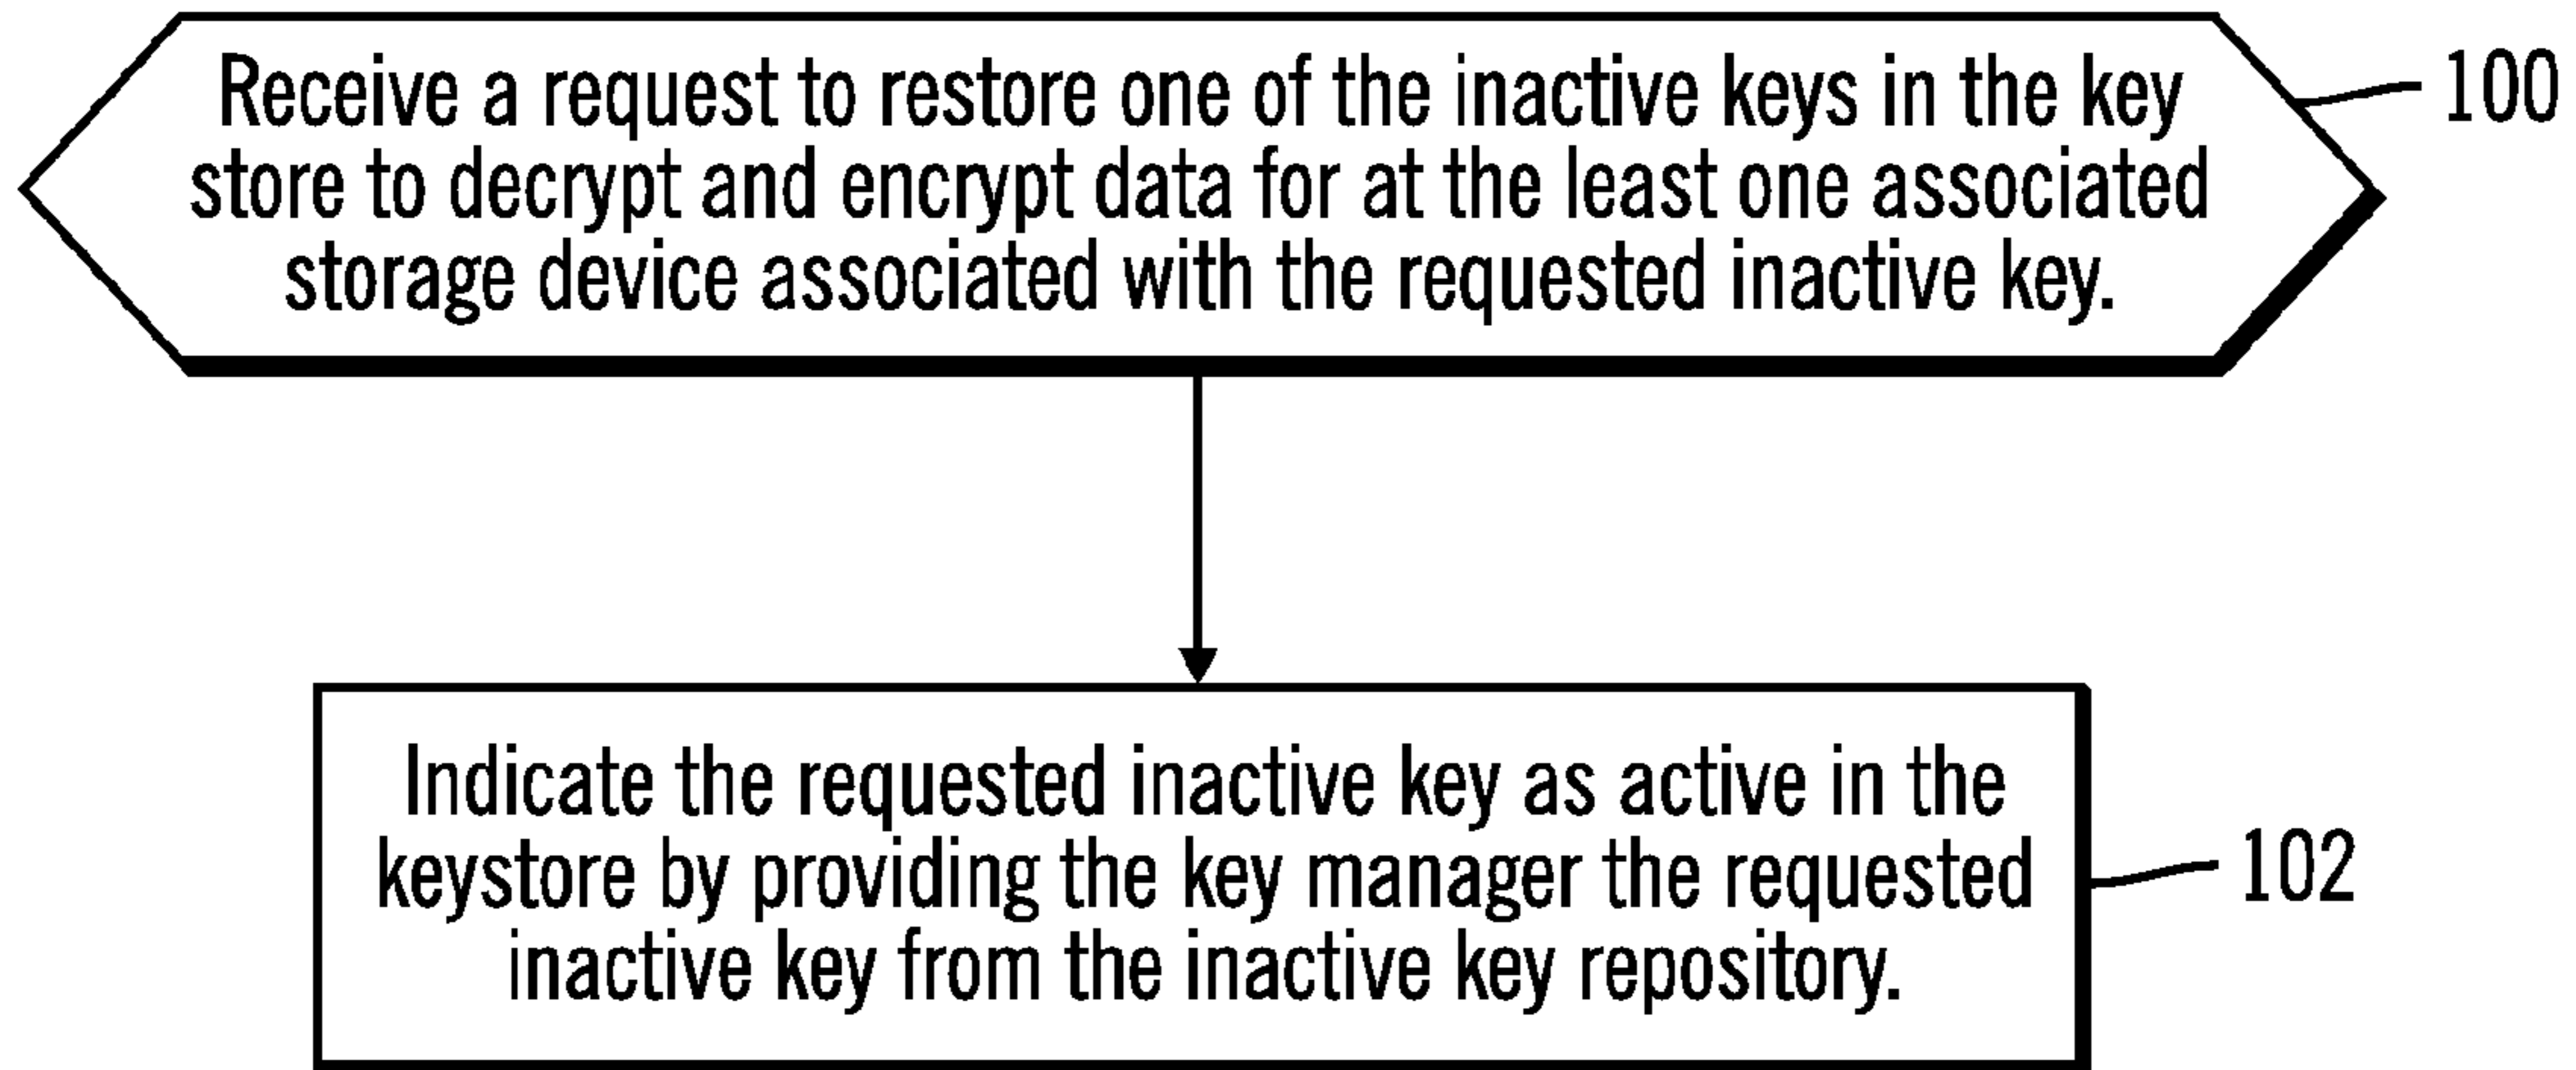 Receive a request to restore one of the inactive keys in the key
store to decrypt and encrypt data for at the least one associated
storage device associated with the requested inactive key.
100
Indicate the requested inactive key as active in the
keystore by providing the key manager the requested
inactive key from the inactive key repository.
102